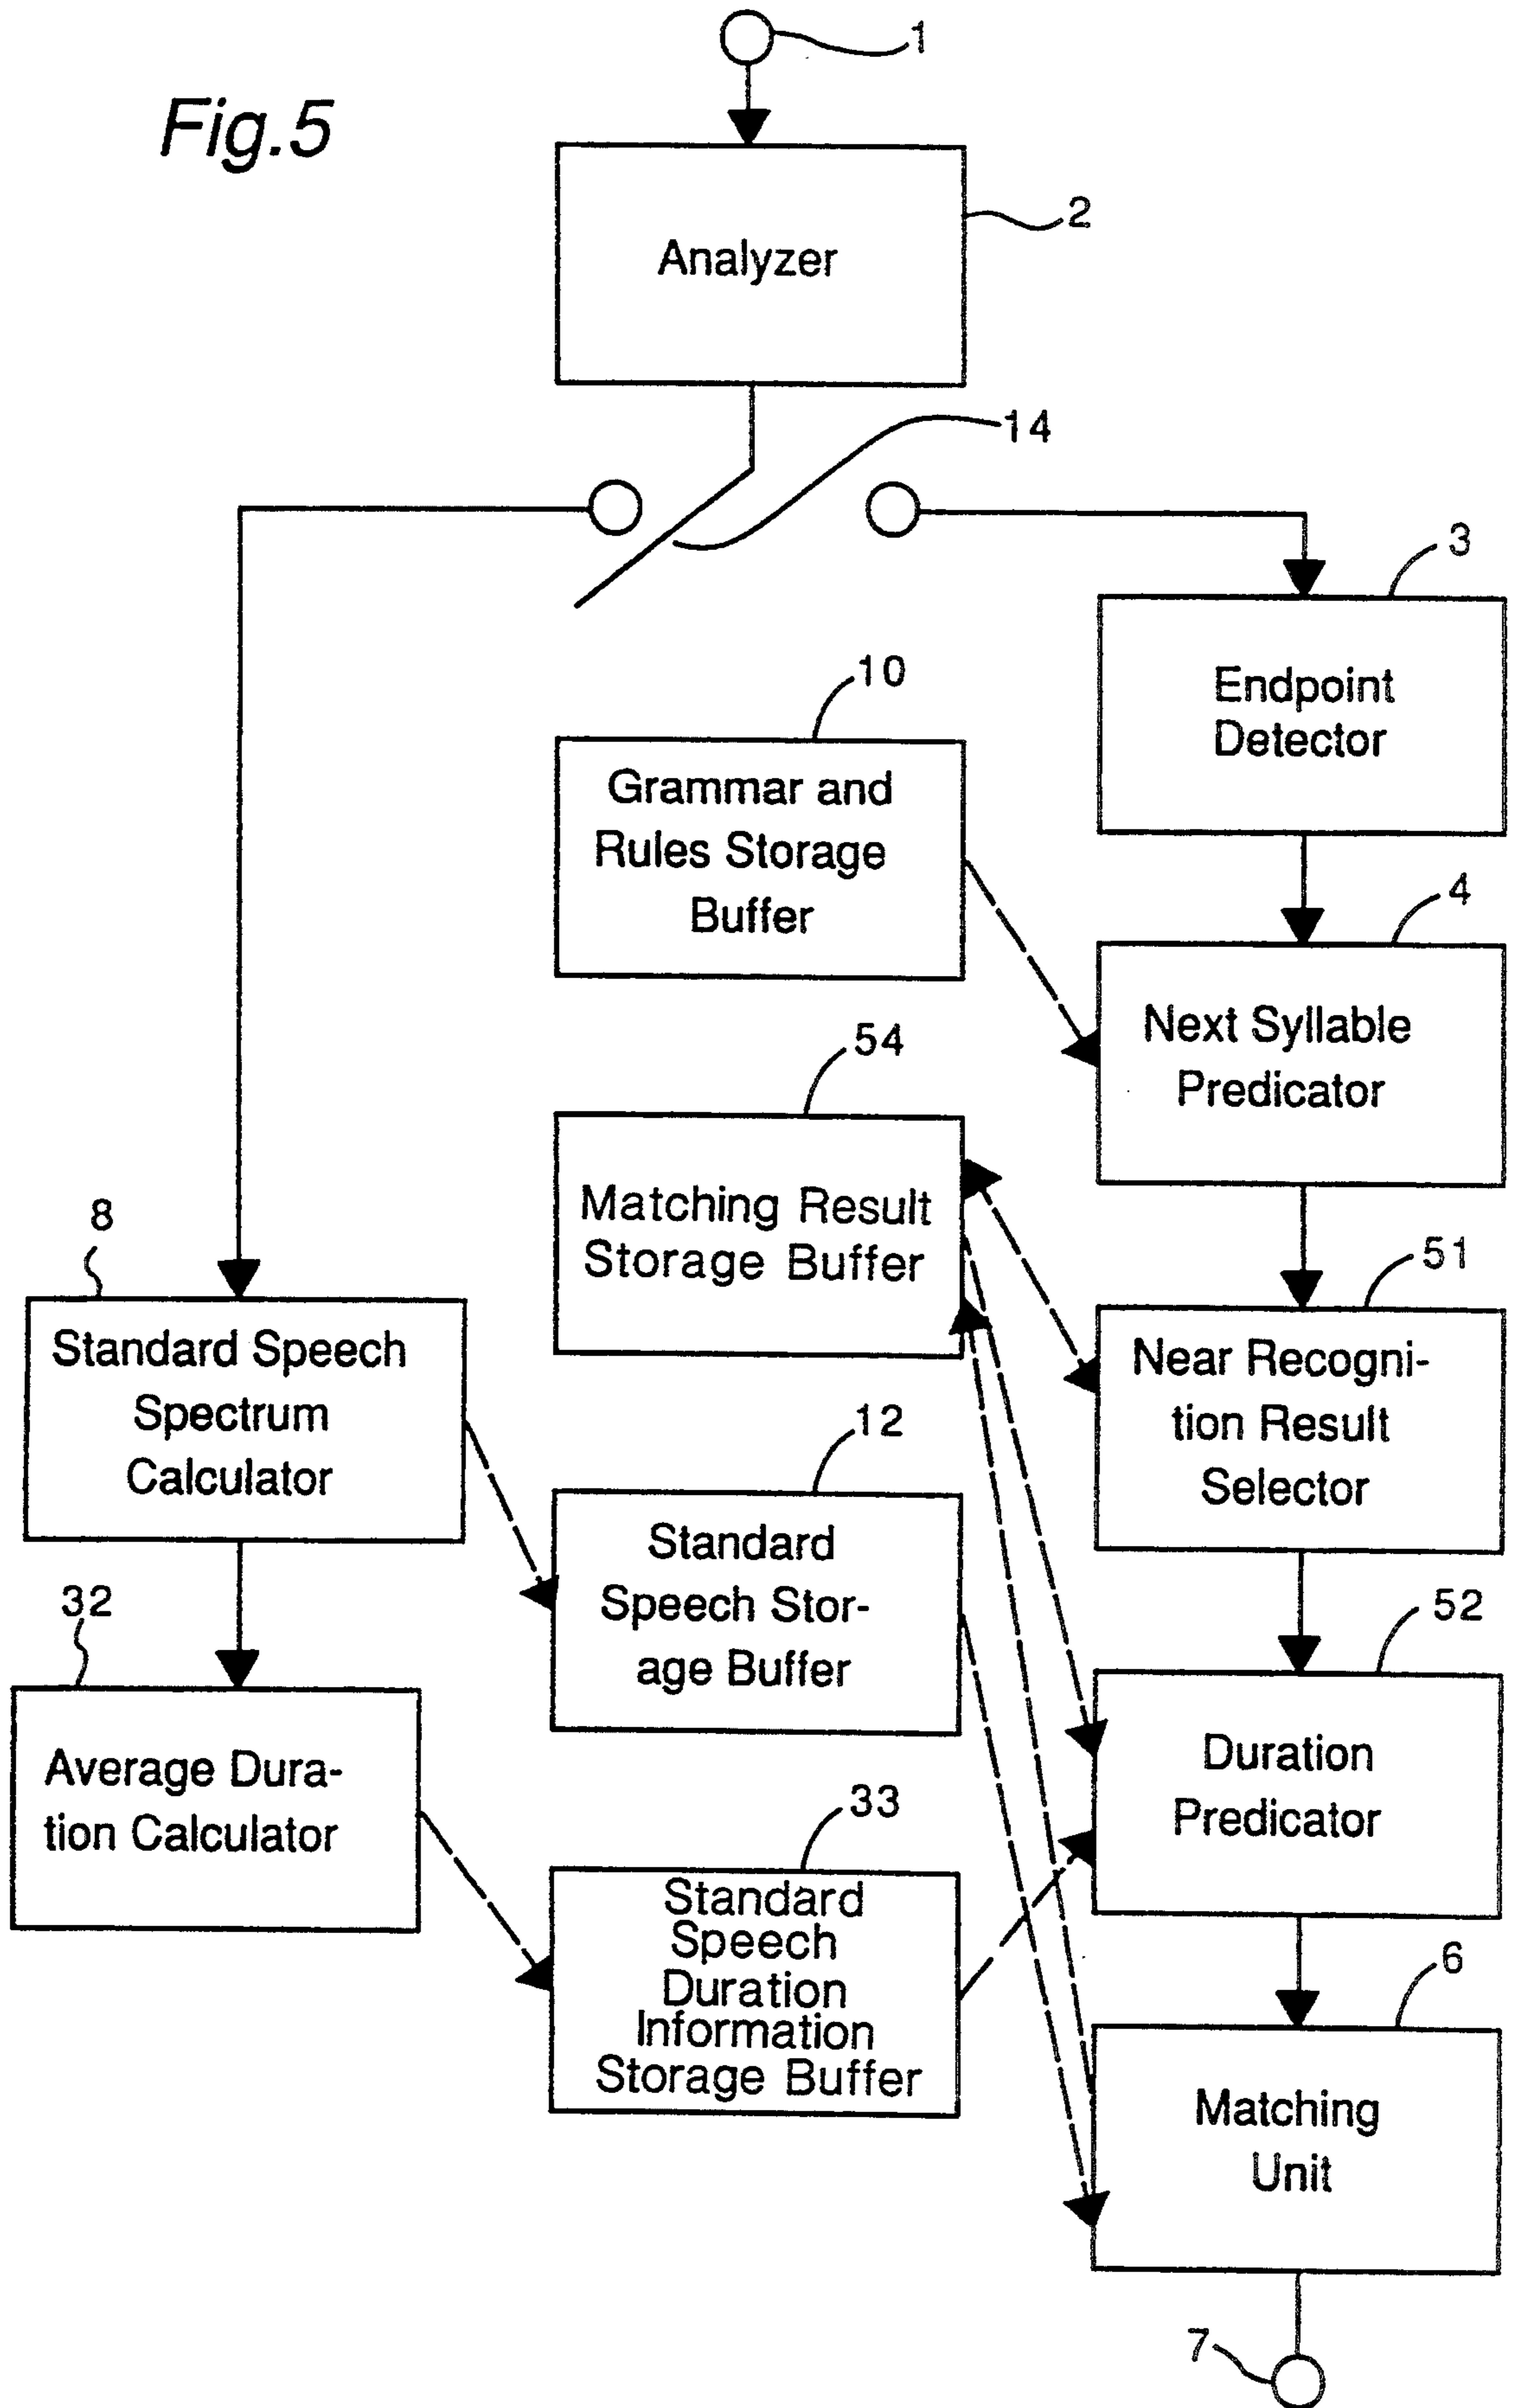 1
Fig.5
2
Analyzer
14
3
10
Endpoint
Detector
Grammar and
Rules Storage
Buffer
4
54
Next Syllable
Predicator
Matching Result
Storage Buffer
8
51
Standard Speech
Spectrum
Calculator
Near Recogni-
tion Result
Selector
12
Standard
Speech Stor-
age Buffer
32
52
Average Dura-
tion Calculator
Duration
Predicator
33
Standard
Speech
Duration
Information
Storage Buffer
6
Matching
Unit
7